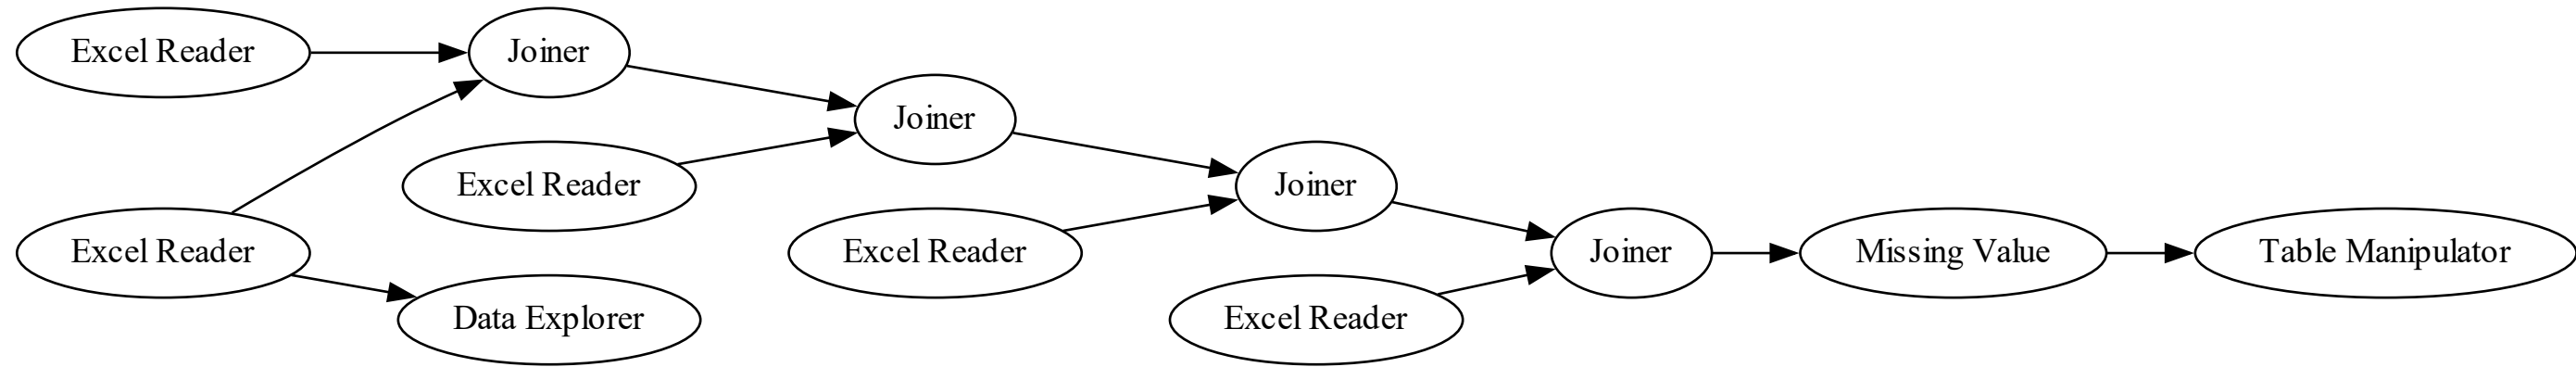 Excel Reader
Joiner
Joiner
Excel Reader
Joiner
Excel Reader
Excel Reader
Joiner
Missing Value
Table Manipulator
Data Explorer
Excel Reader